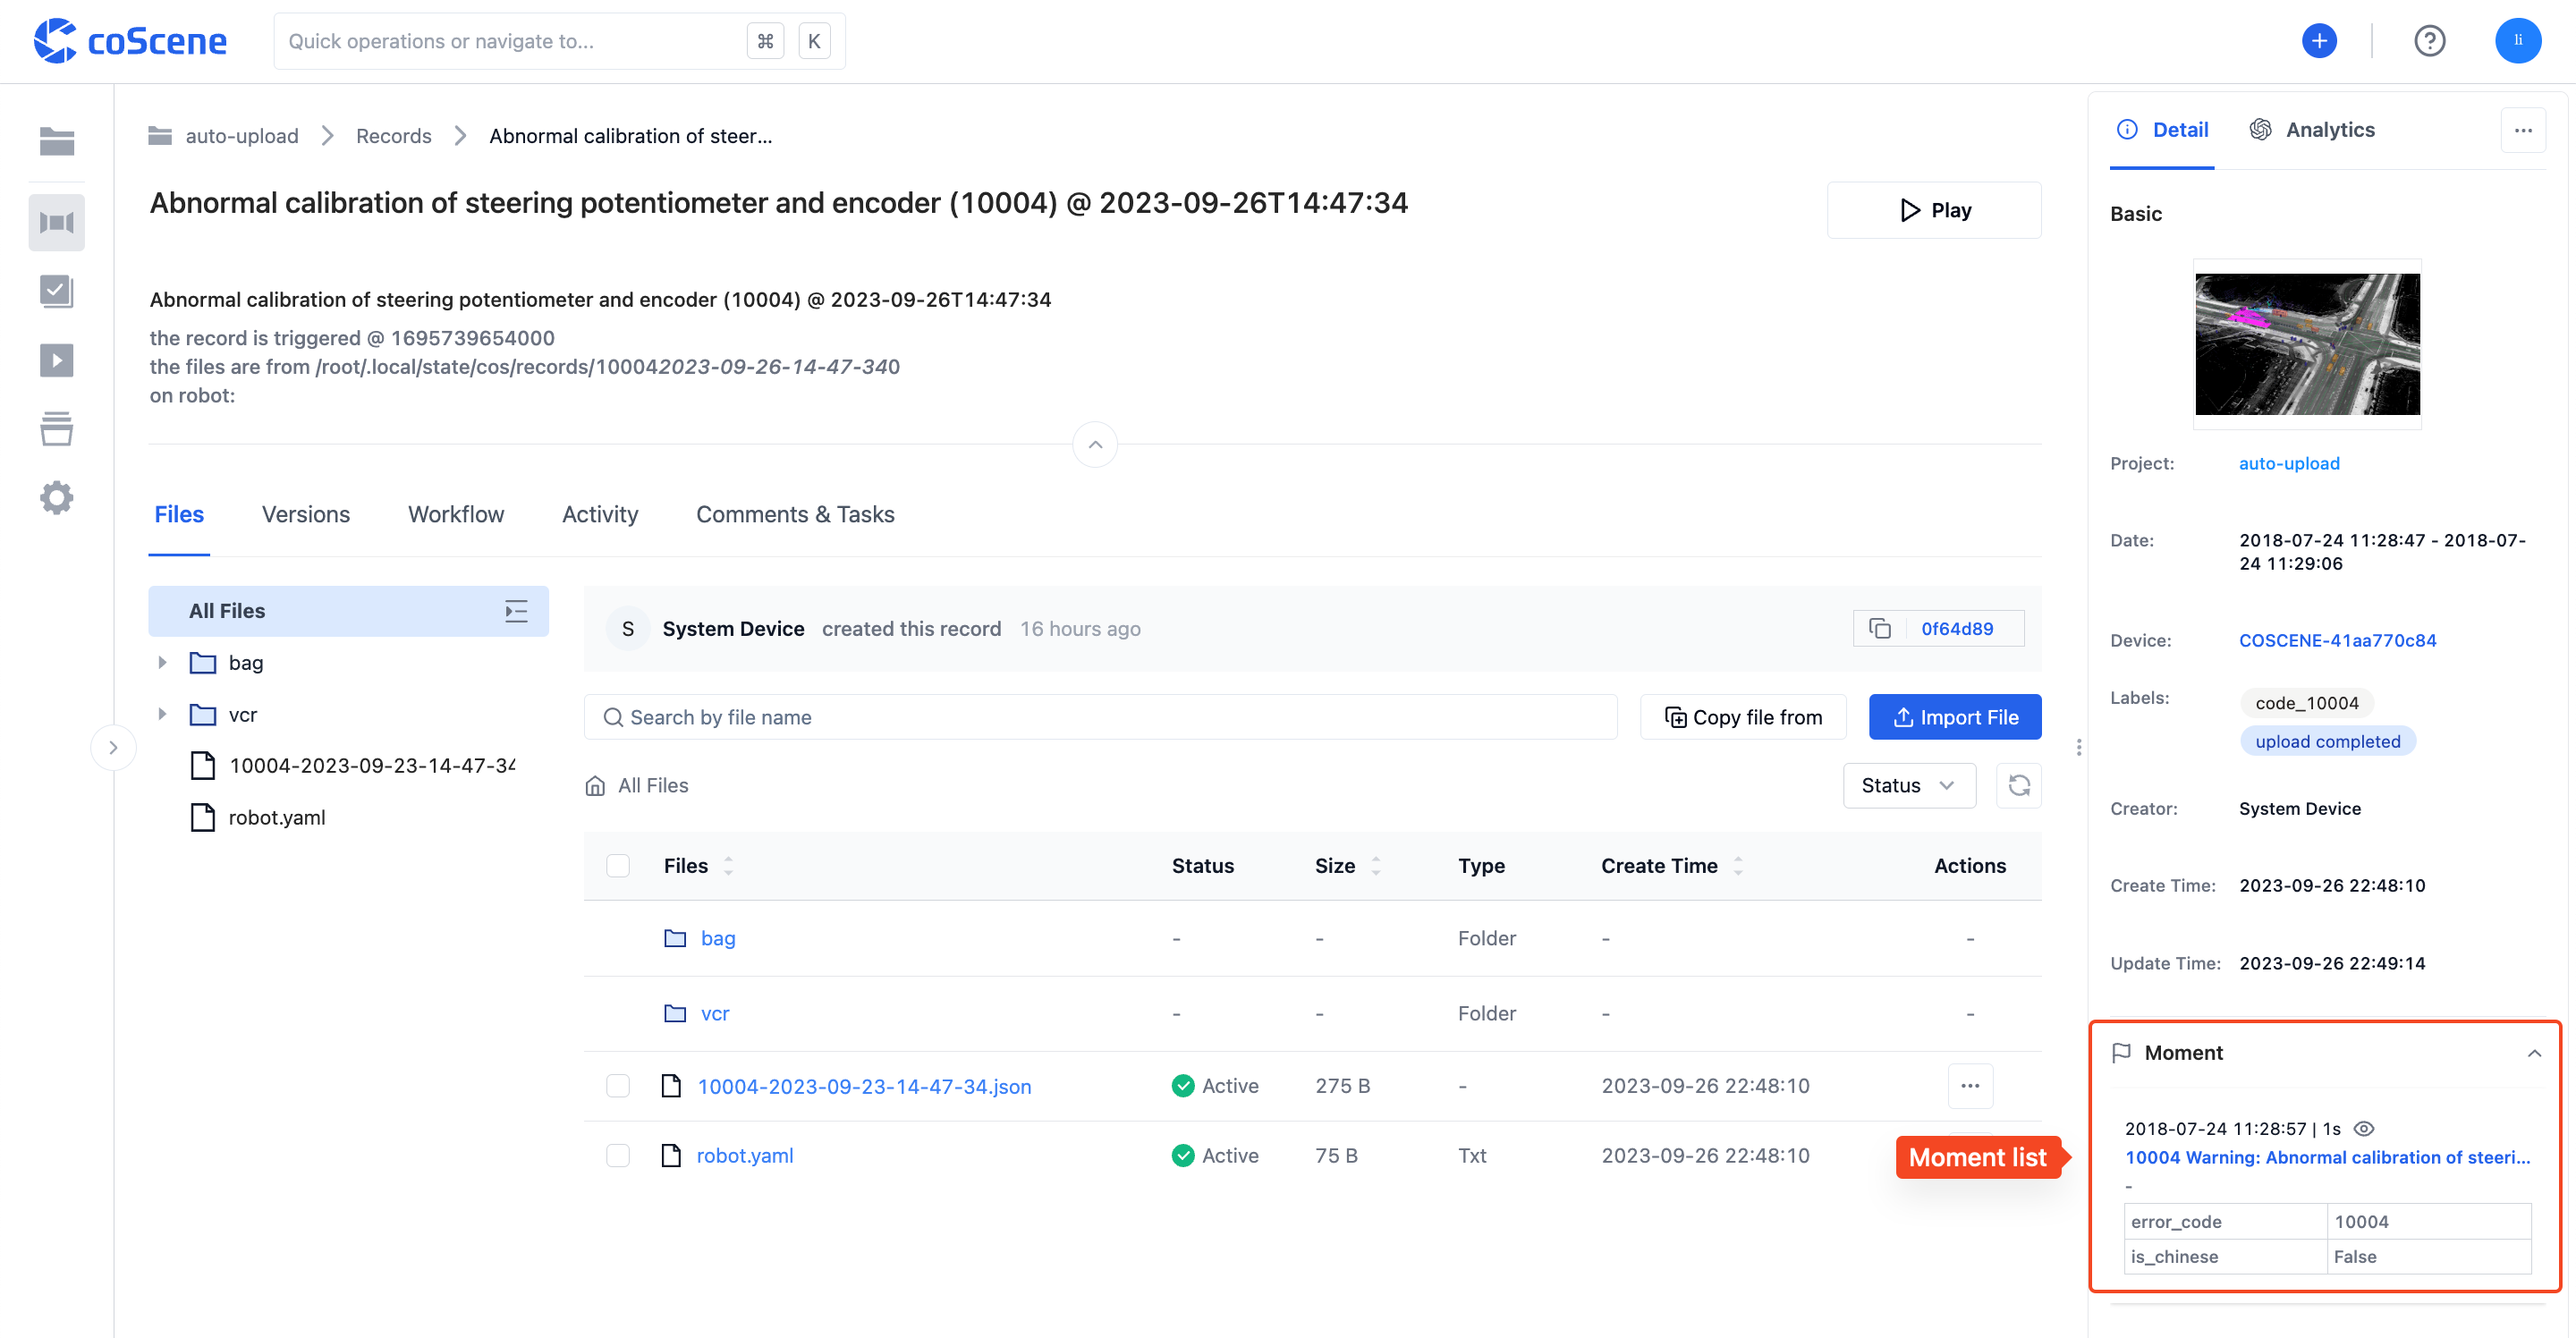 coScene
Quick operations or navigate to...
⌘ K
li
auto-upload > Records > Abnormal calibration of steer...
Abnormal calibration of steering potentiometer and encoder (10004) @ 2023-09-26T14:47:34
Play
Abnormal calibration of steering potentiometer and encoder (10004) @ 2023-09-26T14:47:34
the record is triggered @ 1695739654000
the files are from /root/.local/state/cos/records/100042023-09-26-14-47-340
on robot:
Files Versions Workflow Activity Comments & Tasks
All Files
bag
vcr
10004-2023-09-23-14-47-34
robot.yaml
S System Device created this record 16 hours ago
0f64d89
Search by file name
Copy file from
Import File
All Files
Status
Files Status Size Type Create Time Actions
bag - - Folder - -
vcr - - Folder - -
10004-2023-09-23-14-47-34.json Active 275 B - 2023-09-26 22:48:10 ...
robot.yaml Active 75 B Txt 2023-09-26 22:48:10
Moment list
Detail Analytics ...
Basic
Project: auto-upload
Date: 2018-07-24 11:28:47 - 2018-07-
24 11:29:06
Device: COSCENE-41aa770c84
Labels: code_10004
upload completed
Creator: System Device
Create Time: 2023-09-26 22:48:10
Update Time: 2023-09-26 22:49:14
Moment
2018-07-24 11:28:57 | 1s
10004 Warning: Abnormal calibration of steeri...
-
error_code 10004
is_chinese False